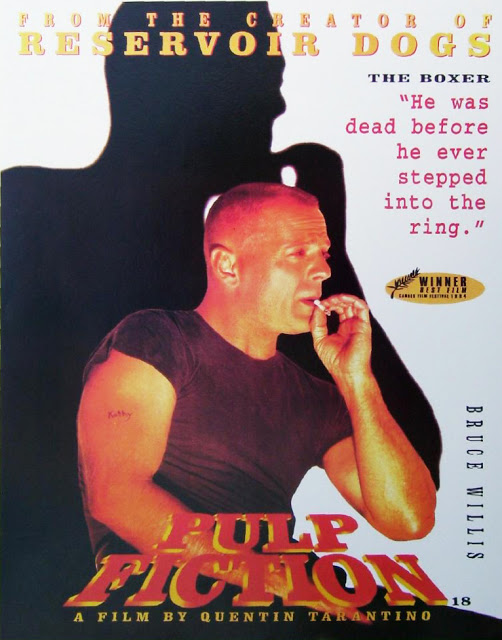 FROM THE CREATOR OF
RESERVOIR DOGS
THE BOXER
"He was
dead before
he ever
stepped
into the
ring."
WINNER
BEST FILM
CANNES FILM FESTIVAL 1994
BRUCE WILLIS
Kathy
PULP
FICTION
18
A FILM BY QUENTIN TARANTINO